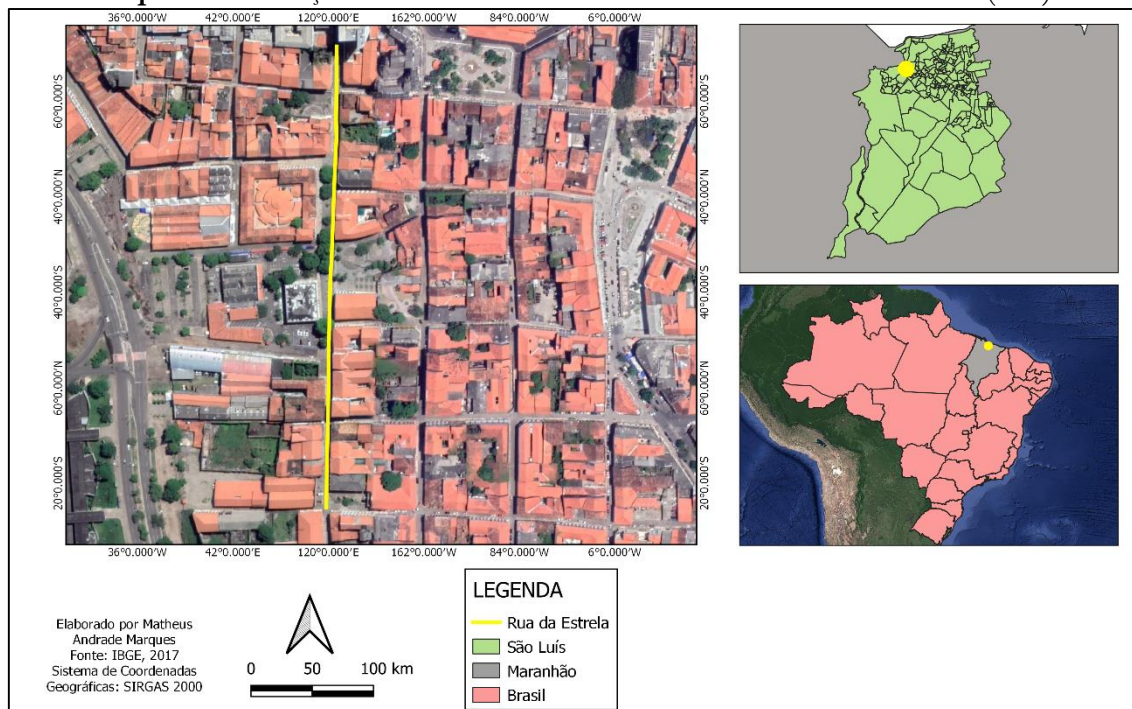 36°0.000'W 42°0.000'E 120°0.000'E 162°0.000'W 84°0.000'W 6°0.000'W
60°0.000'S 60°0.000'S
40°0.000'N 40°0.000'N
40°0.000'S 40°0.000'S
60°0.000'N 60°0.000'N
20°0.000'S 20°0.000'S
36°0.000'W 42°0.000'E 120°0.000'E 162°0.000'W 84°0.000'W 6°0.000'W
Elaborado por Matheus
Andrade Marques
Fonte: IBGE, 2017
Sistema de Coordenadas
Geográficas: SIRGAS 2000
0 50 100 km
LEGENDA
Rua da Estrela
São Luís
Maranhão
Brasil